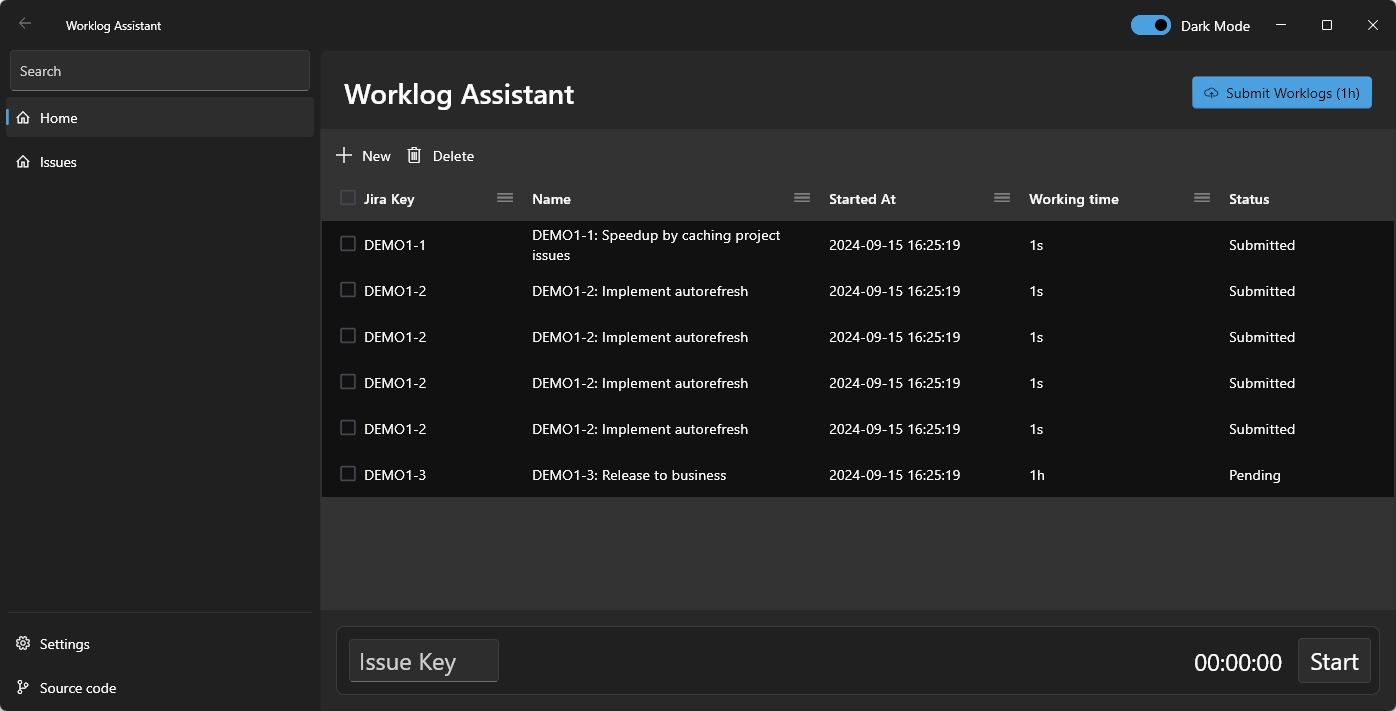 Worklog Assistant
Dark Mode
Search
Home
Issues
Settings
Source code
Worklog Assistant
Submit Worklogs (1h)
New Delete
Jira Key Name Started At Working time Status
DEMO1-1 DEMO1-1: Speedup by caching project 2024-09-15 16:25:19 1s Submitted
issues
DEMO1-2 DEMO1-2: Implement autorefresh 2024-09-15 16:25:19 1s Submitted
DEMO1-2 DEMO1-2: Implement autorefresh 2024-09-15 16:25:19 1s Submitted
DEMO1-2 DEMO1-2: Implement autorefresh 2024-09-15 16:25:19 1s Submitted
DEMO1-2 DEMO1-2: Implement autorefresh 2024-09-15 16:25:19 1s Submitted
DEMO1-3 DEMO1-3: Release to business 2024-09-15 16:25:19 1h Pending
Issue Key 00:00:00 Start